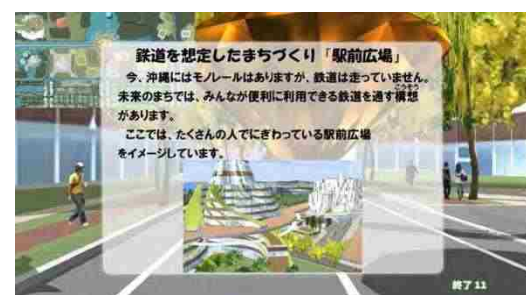 鉄道を想定したまちづくり「駅前広場」
今、沖縄にはモノレールはありますが、鉄道は走っていません。
こうそう
未来のまちでは、みんなが便利に利用できる鉄道を通す構想
があります。
ここでは、たくさんの人でにぎわっている駅前広場
をイメージしています。
終了 11